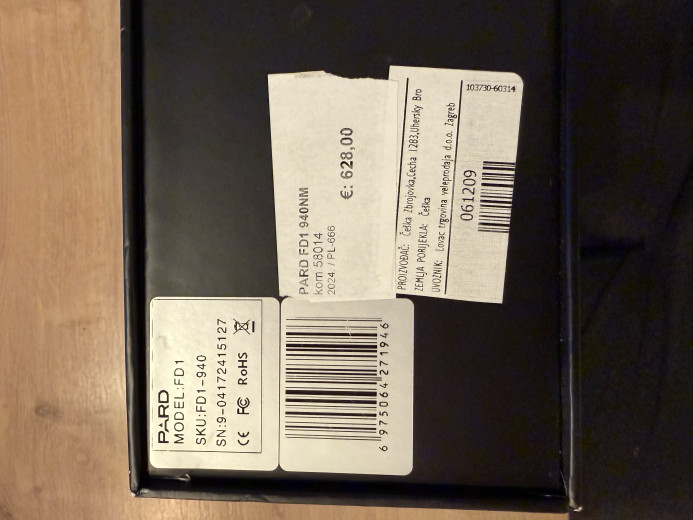 PARD
MODEL:FD1
SKU:FD1-940
SN:9-04172415127
CE FC RoHS
6 975064 271946
PARD FD1 940NM
kom 58014
2024. / PL-666
€: 628,00
PROIZVOĐAČ: Češka Zbrojovka,Cecha 1283,Uhersky Bro
ZEMLJA PORIJEKLA: Češka
UVOZNIK: Lovac trgovina veleprodaja d.o.o. Zagreb
061209
103730-60314